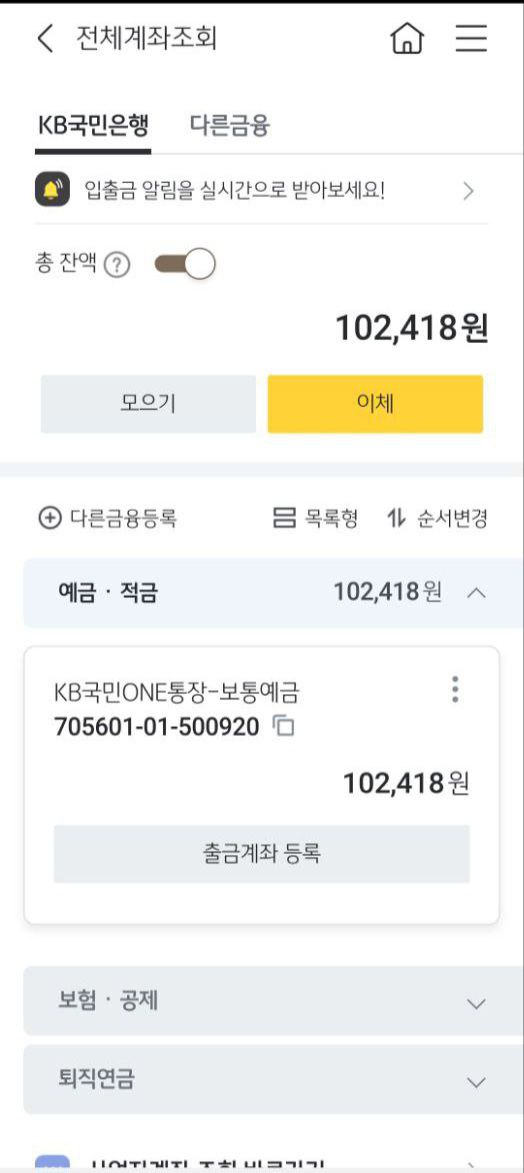 전체계좌조회
KB국민은행 다른금융
입출금 알림을 실시간으로 받아보세요!
총 잔액 ?
102,418원
모으기 이체
다른금융등록 목록형 순서변경
예금 · 적금 102,418원
KB국민ONE통장-보통예금
705601-01-500920
102,418원
출금계좌 등록
보험 · 공제
퇴직연금